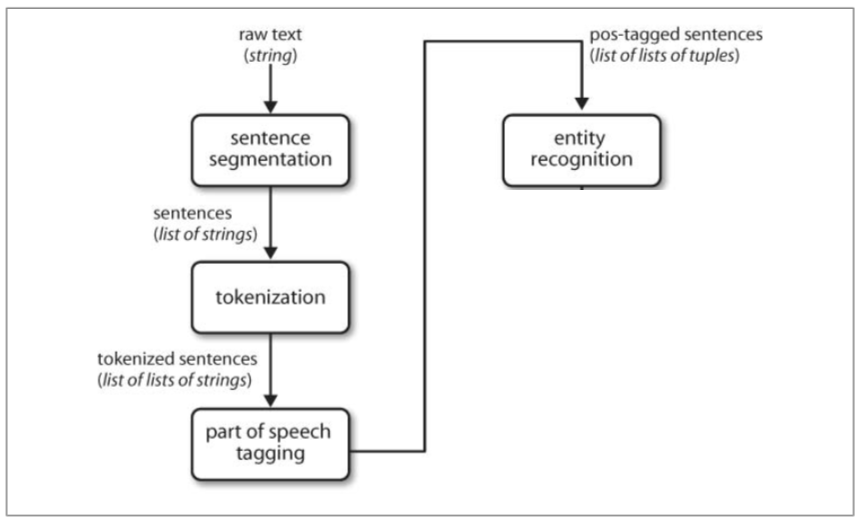 raw text
(string)
sentence
segmentation
sentences
(list of strings)
tokenization
tokenized sentences
(list of lists of strings)
part of speech
tagging
pos-tagged sentences
(list of lists of tuples)
entity
recognition